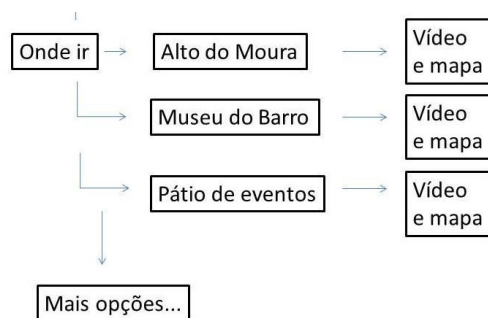 Onde ir
Alto do Moura
Vídeo
e mapa
Museu do Barro
Vídeo
e mapa
Pátio de eventos
Vídeo
e mapa
Mais opções...